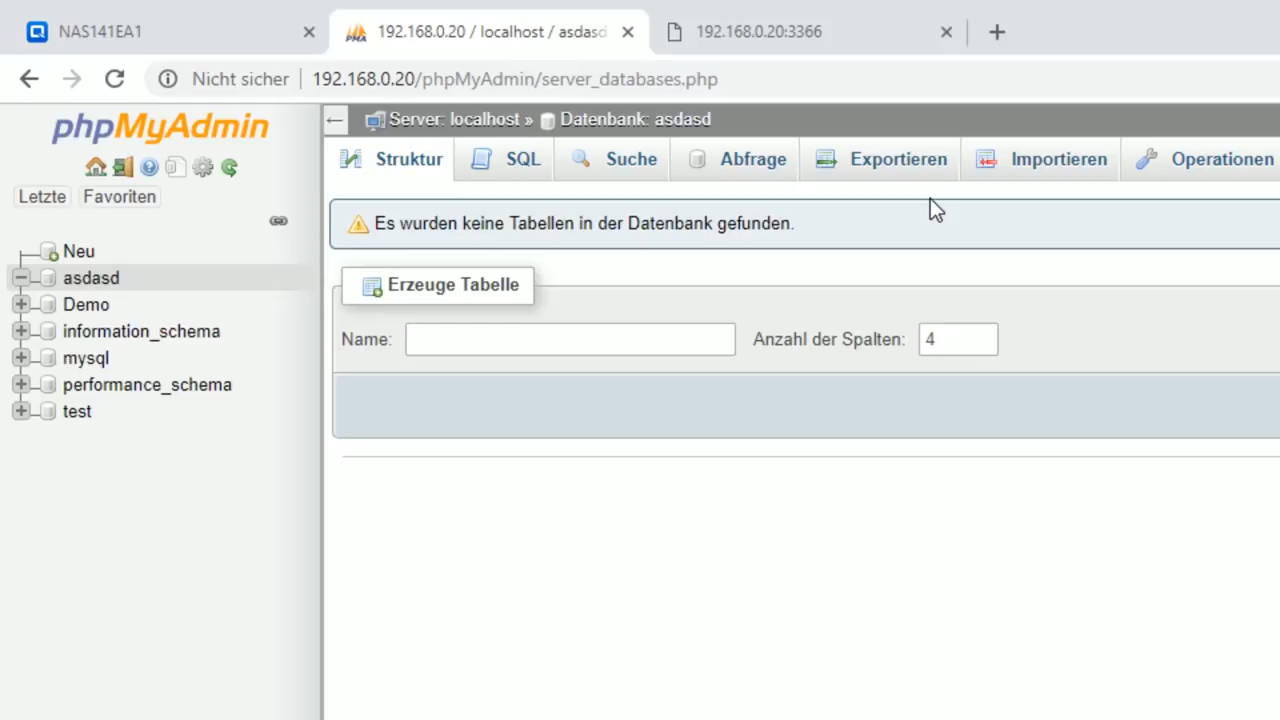 NAS141EA1
192.168.0.20 / localhost / asdasd
192.168.0.20:3366
Nicht sicher
192.168.0.20/phpMyAdmin/server_databases.php
phpMyAdmin
Letzte Favoriten
Neu
asdasd
Demo
information_schema
mysql
performance_schema
test
Server: localhost » Datenbank: asdasd
Struktur SQL Suche Abfrage Exportieren Importieren Operationen
Es wurden keine Tabellen in der Datenbank gefunden.
Erzeuge Tabelle
Name: Anzahl der Spalten: 4